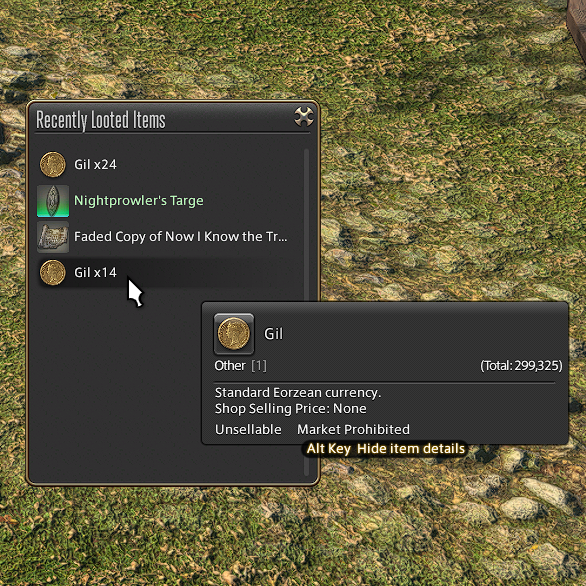 Recently Looted Items
Gil x24
Nightprowler's Targe
Faded Copy of Now I Know the Tr...
Gil x14
Gil
Other [1] (Total: 299,325)
Standard Eorzean currency.
Shop Selling Price: None
Unsellable Market Prohibited
Alt Key Hide item details